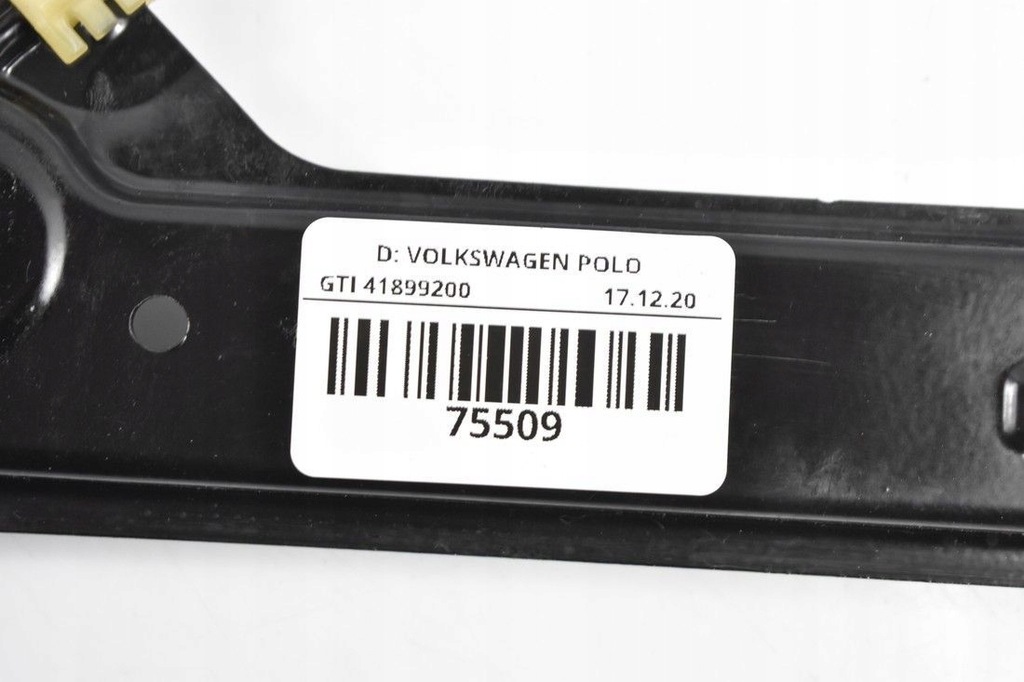 D: VOLKSWAGEN POLO
GTI 41899200 17.12.20
75509